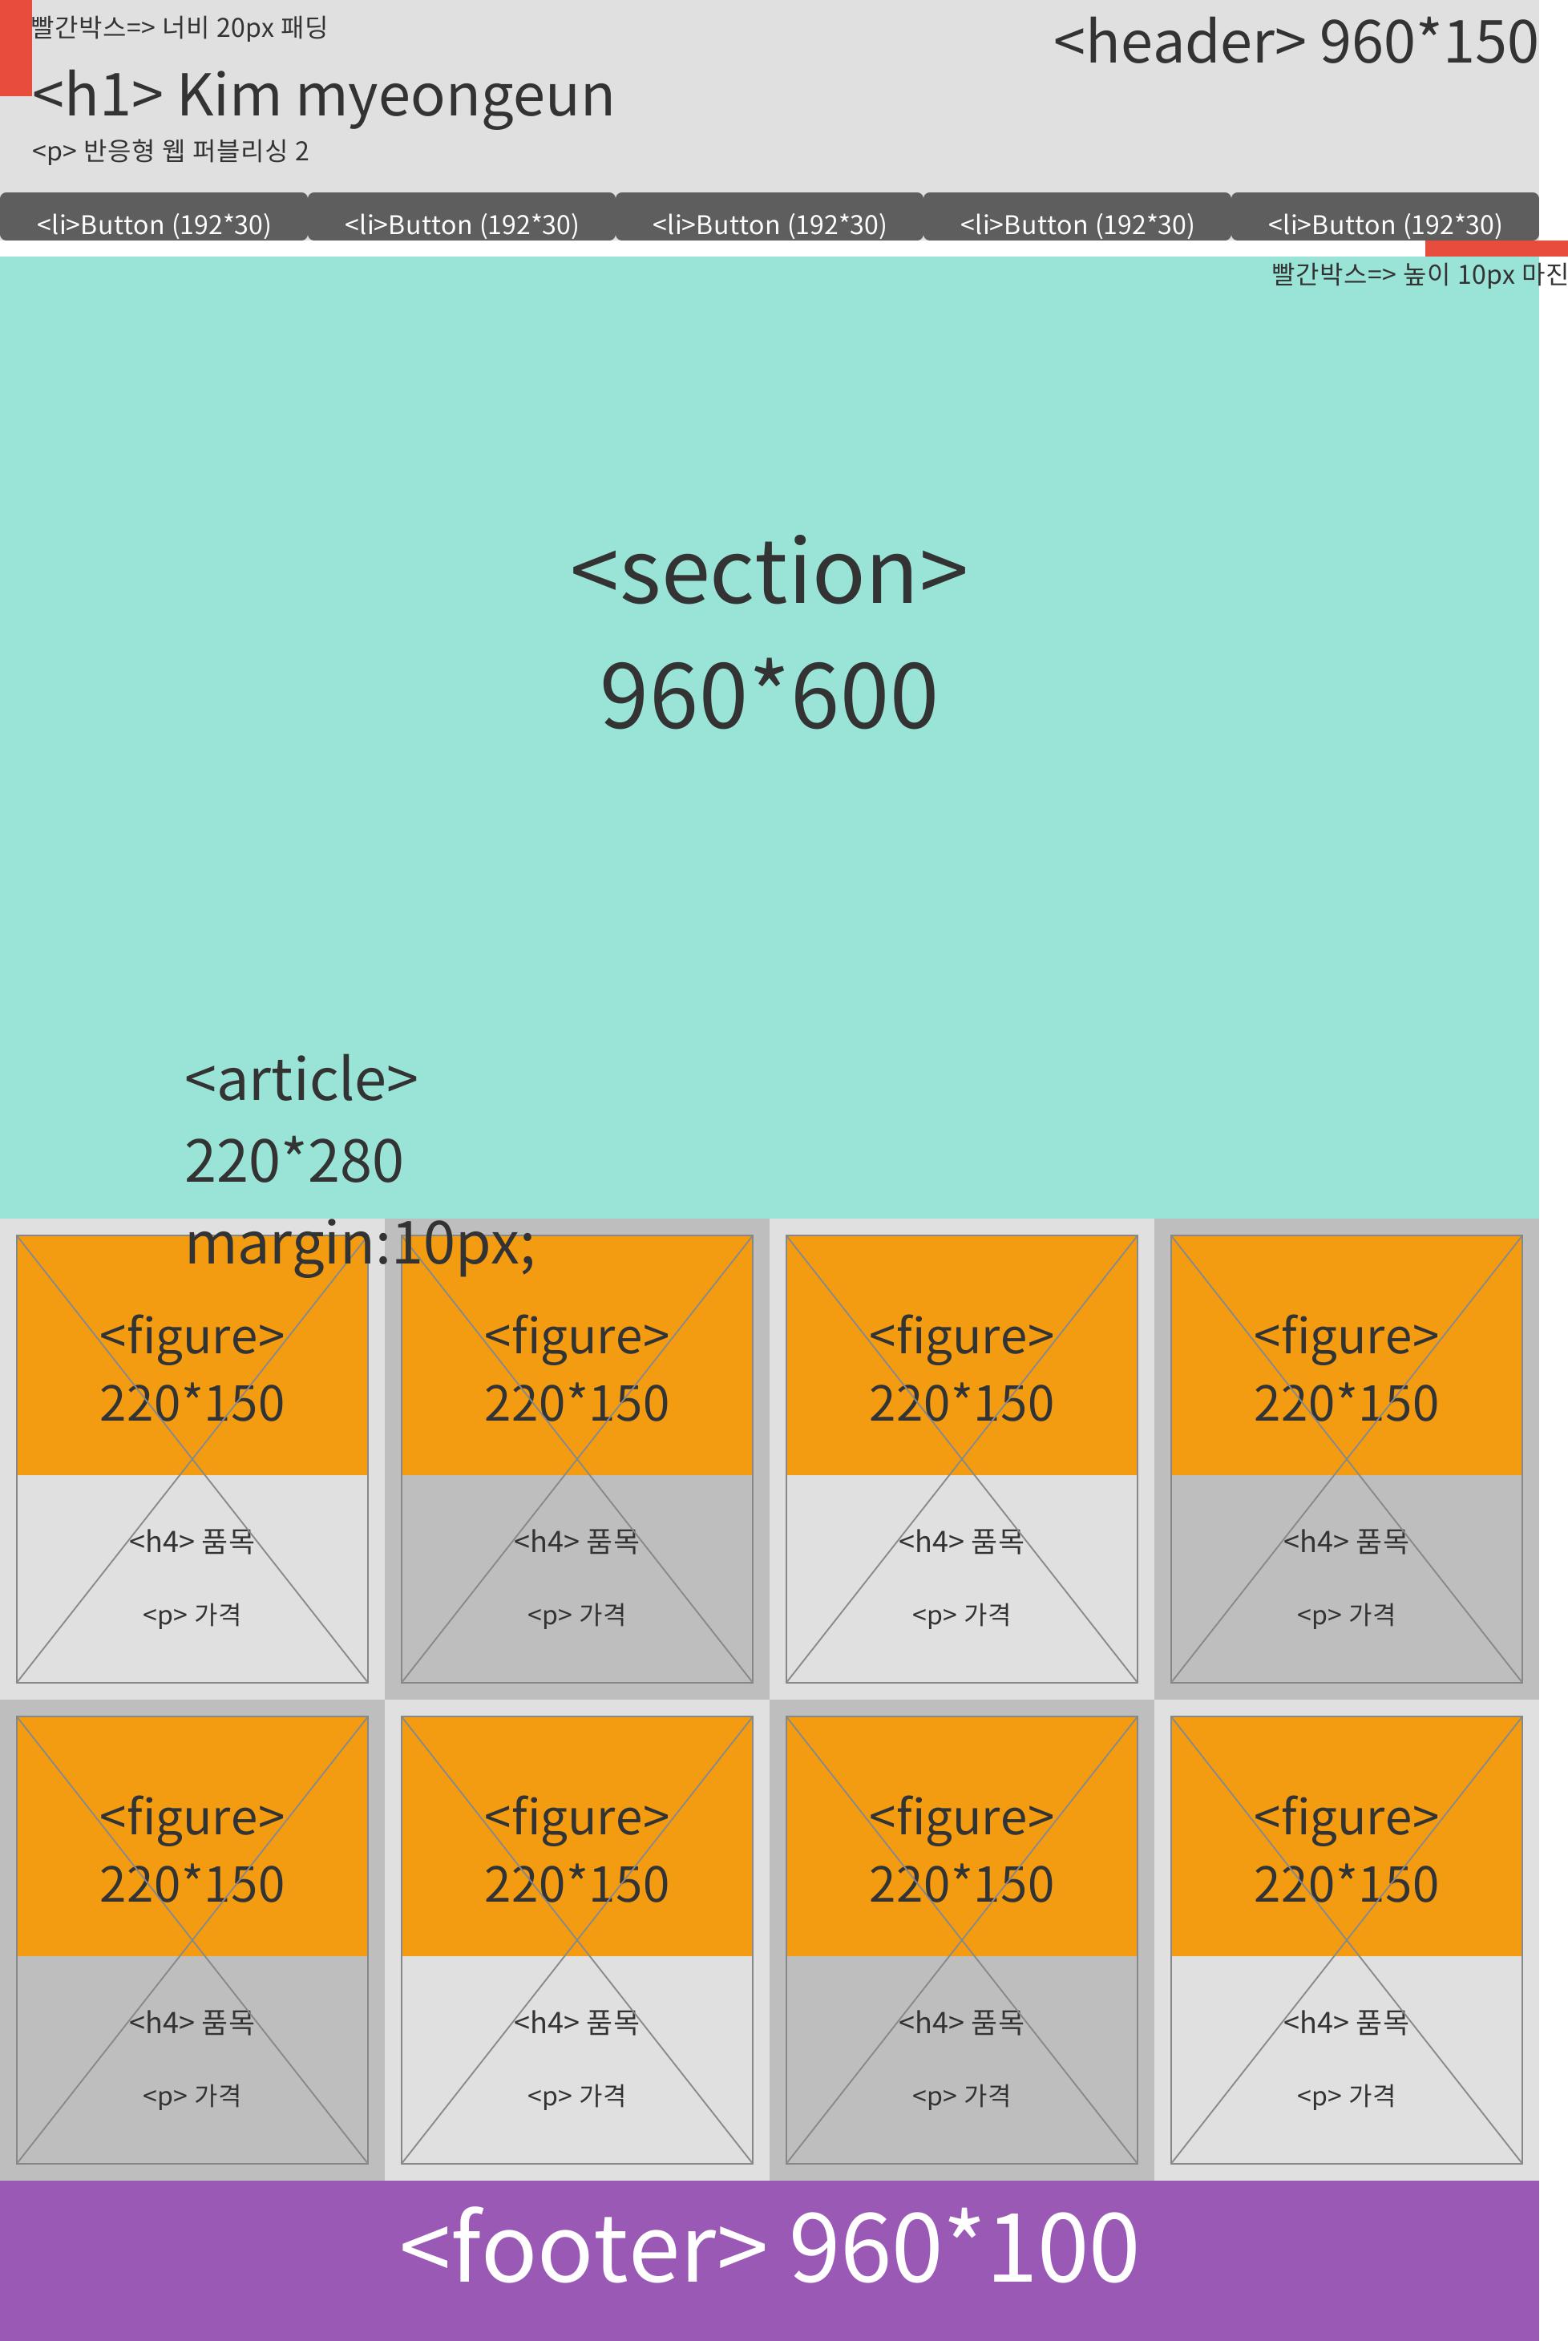 빨간박스=> 너비 20px 패딩
<header> 960*150
<h1> Kim myeongeun
<p> 반응형 웹 퍼블리싱 2
<li>Button (192*30)
<li>Button (192*30)
<li>Button (192*30)
<li>Button (192*30)
<li>Button (192*30)
빨간박스=> 높이 10px 마진
<section>
960*600
<article>
220*280
margin:10px;
<figure>
220*150
<h4> 품목
<p> 가격
<figure>
220*150
<h4> 품목
<p> 가격
<figure>
220*150
<h4> 품목
<p> 가격
<figure>
220*150
<h4> 품목
<p> 가격
<figure>
220*150
<h4> 품목
<p> 가격
<figure>
220*150
<h4> 품목
<p> 가격
<figure>
220*150
<h4> 품목
<p> 가격
<figure>
220*150
<h4> 품목
<p> 가격
<footer> 960*100